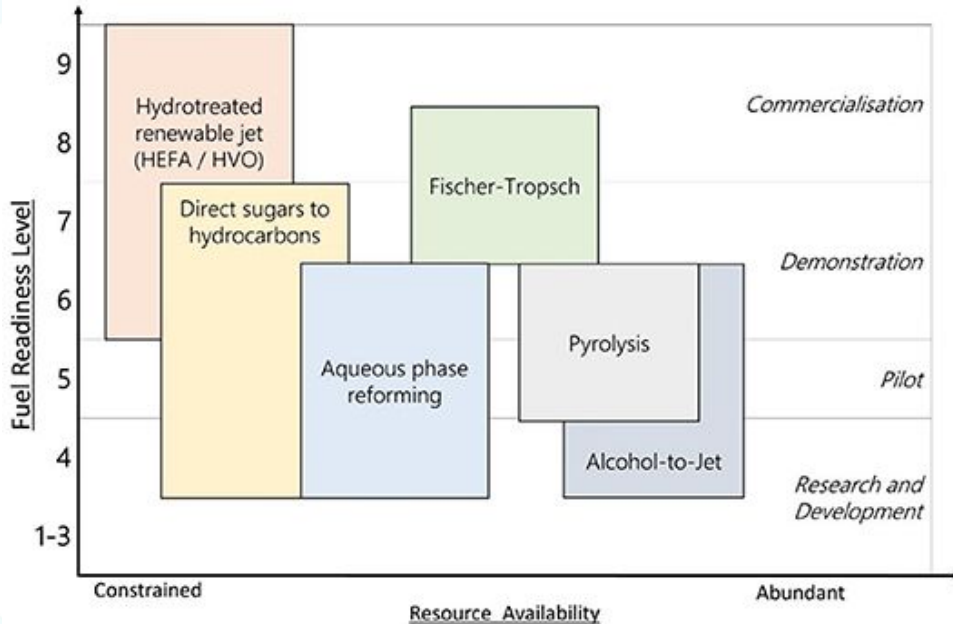 9
8
7
6
5
4
1-3
Fuel Readiness Level
Hydrotreated
renewable jet
(HEFA / HVO)
Direct sugars to
hydrocarbons
Aqueous phase
reforming
Fischer-Tropsch
Pyrolysis
Alcohol-to-Jet
Commercialisation
Demonstration
Pilot
Research and
Development
Constrained
Abundant
Resource Availability